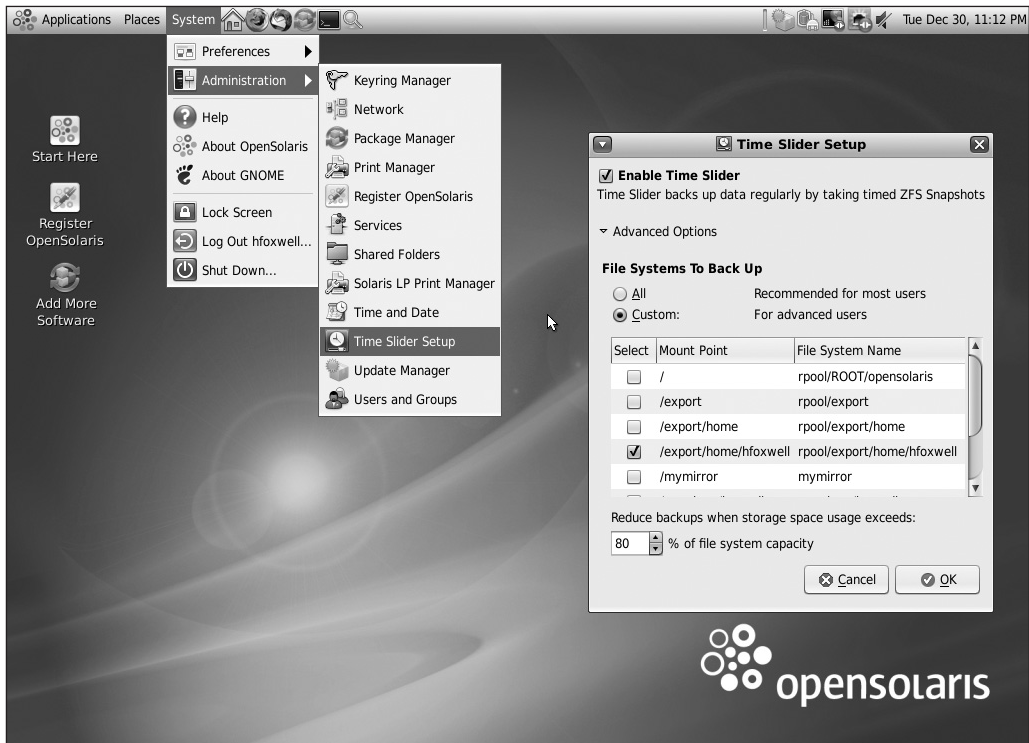 Applications Places System Tue Dec 30, 11:12 PM
Preferences
Administration
Help
About OpenSolaris
About GNOME
Lock Screen
Log Out hfoxwell...
Shut Down...
Keyring Manager
Network
Package Manager
Print Manager
Register OpenSolaris
Services
Shared Folders
Solaris LP Print Manager
Time and Date
Time Slider Setup
Update Manager
Users and Groups
Start Here
Register
OpenSolaris
Add More
Software
Time Slider Setup
Enable Time Slider
Time Slider backs up data regularly by taking timed ZFS Snapshots
Advanced Options
File Systems To Back Up
All Recommended for most users
Custom: For advanced users
Select Mount Point File System Name
/ rpool/ROOT/opensolaris
/export rpool/export
/export/home rpool/export/home
/export/home/hfoxwell rpool/export/home/hfoxwell
/mymirror mymirror
Reduce backups when storage space usage exceeds:
80 % of file system capacity
Cancel OK
opensolaris